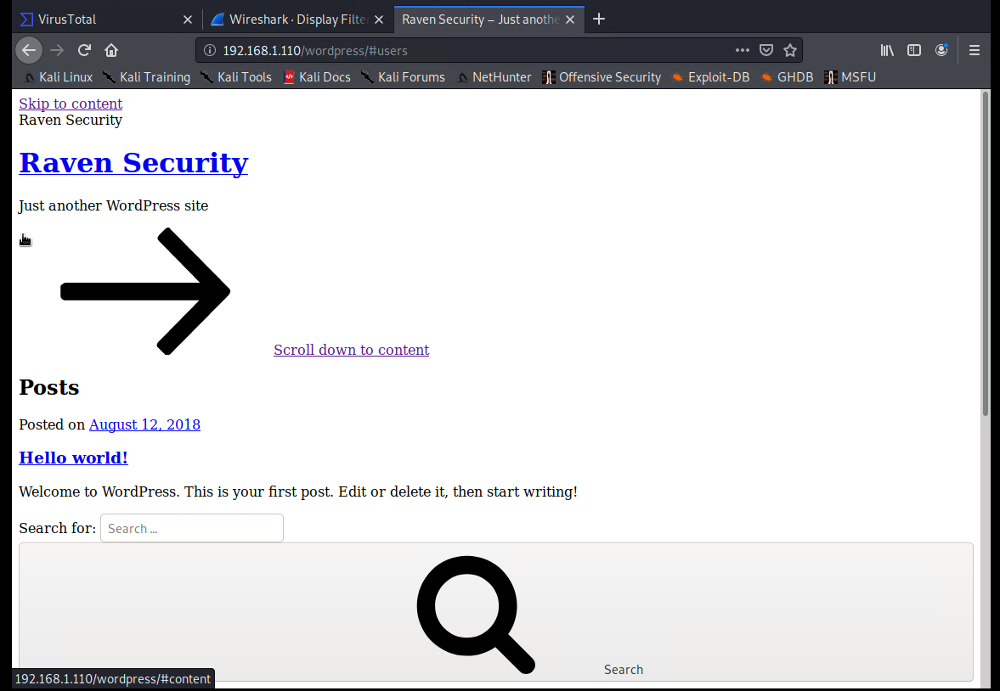 VirusTotal
Wireshark · Display Filter
Raven Security – Just anothe
192.168.1.110/wordpress/#users
Kali Linux Kali Training Kali Tools Kali Docs Kali Forums NetHunter Offensive Security Exploit-DB GHDB MSFU
Skip to content
Raven Security
Raven Security
Just another WordPress site
Scroll down to content
Posts
Posted on August 12, 2018
Hello world!
Welcome to WordPress. This is your first post. Edit or delete it, then start writing!
Search for: Search …
Search
192.168.1.110/wordpress/#content